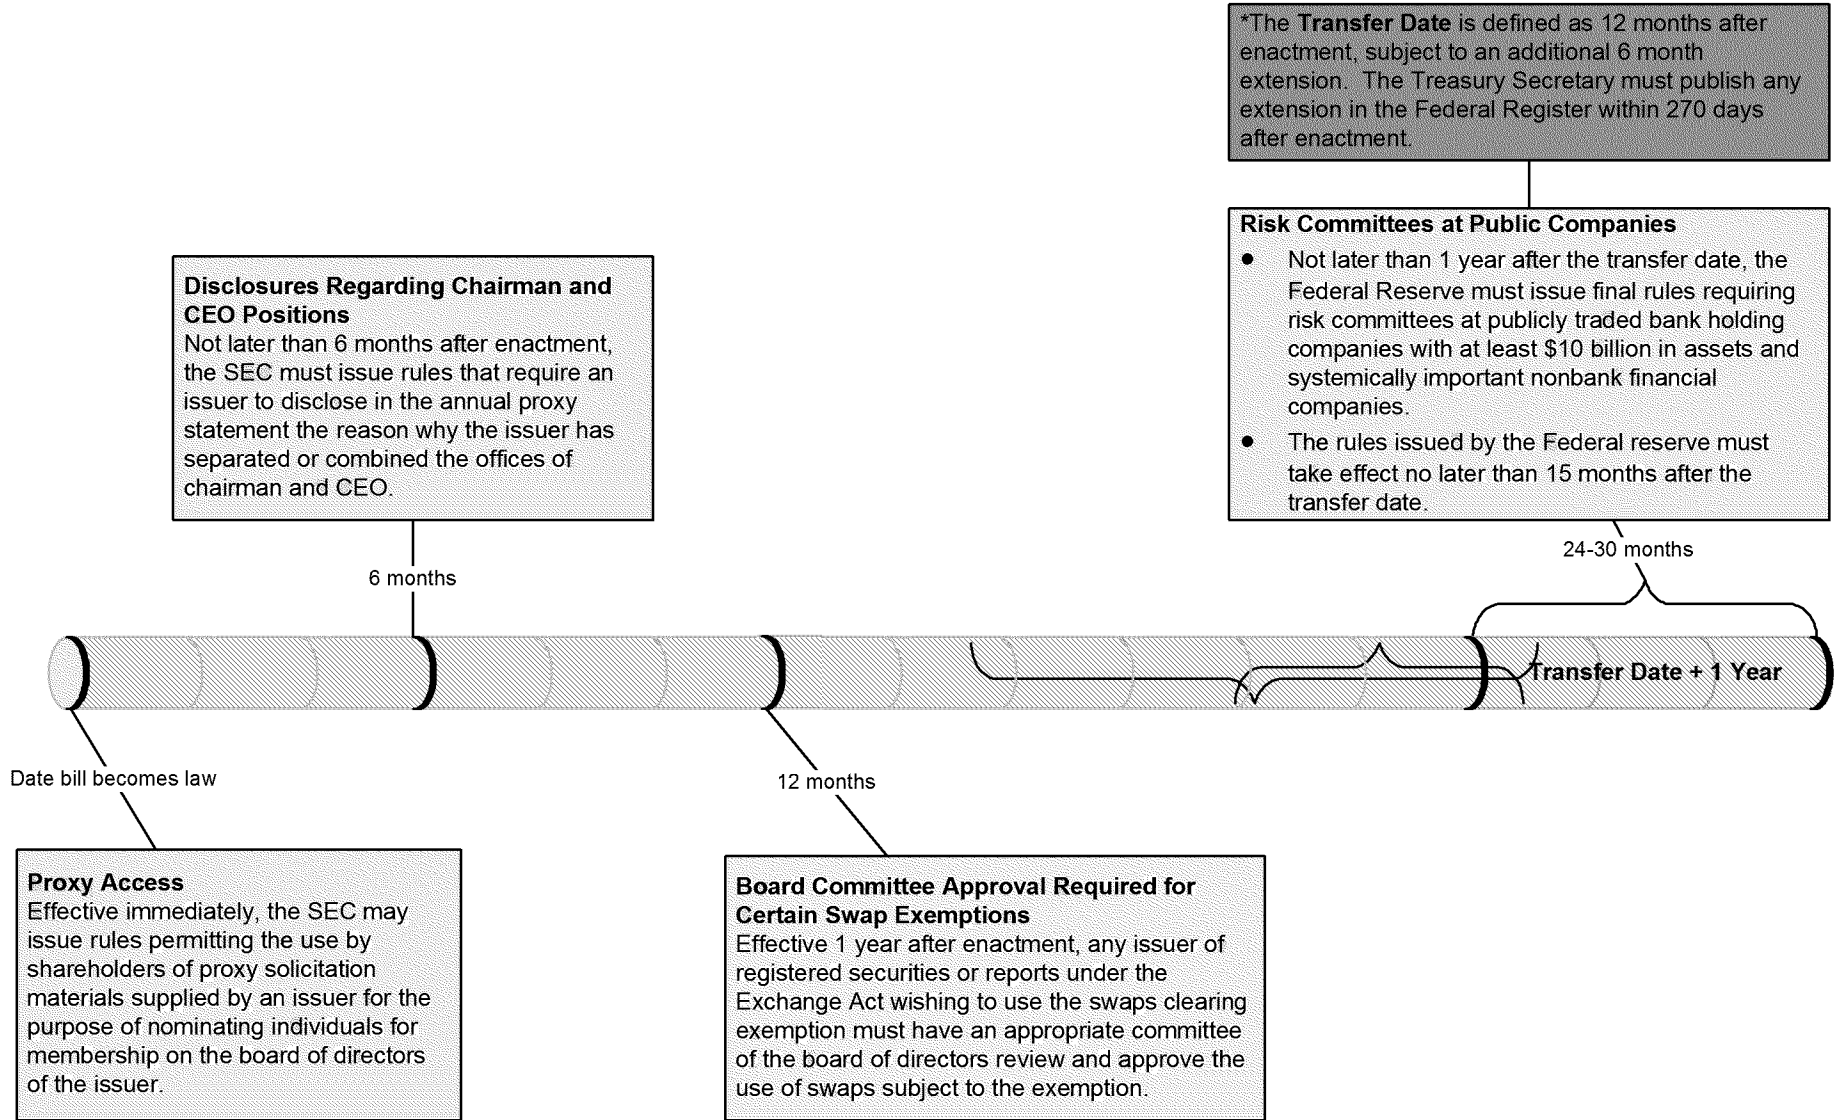 *The Transfer Date is defined as 12 months after
enactment, subject to an additional 6 month
extension. The Treasury Secretary must publish any
extension in the Federal Register within 270 days
after enactment.
Risk Committees at Public Companies
● Not later than 1 year after the transfer date, the
Federal Reserve must issue final rules requiring
risk committees at publicly traded bank holding
companies with at least $10 billion in assets and
systemically important nonbank financial
companies.
● The rules issued by the Federal reserve must
take effect no later than 15 months after the
transfer date.
Disclosures Regarding Chairman and
CEO Positions
Not later than 6 months after enactment,
the SEC must issue rules that require an
issuer to disclose in the annual proxy
statement the reason why the issuer has
separated or combined the offices of
chairman and CEO.
24-30 months
6 months
Transfer Date + 1 Year
Date bill becomes law
12 months
Proxy Access
Effective immediately, the SEC may
issue rules permitting the use by
shareholders of proxy solicitation
materials supplied by an issuer for the
purpose of nominating individuals for
membership on the board of directors
of the issuer.
Board Committee Approval Required for
Certain Swap Exemptions
Effective 1 year after enactment, any issuer of
registered securities or reports under the
Exchange Act wishing to use the swaps clearing
exemption must have an appropriate committee
of the board of directors review and approve the
use of swaps subject to the exemption.